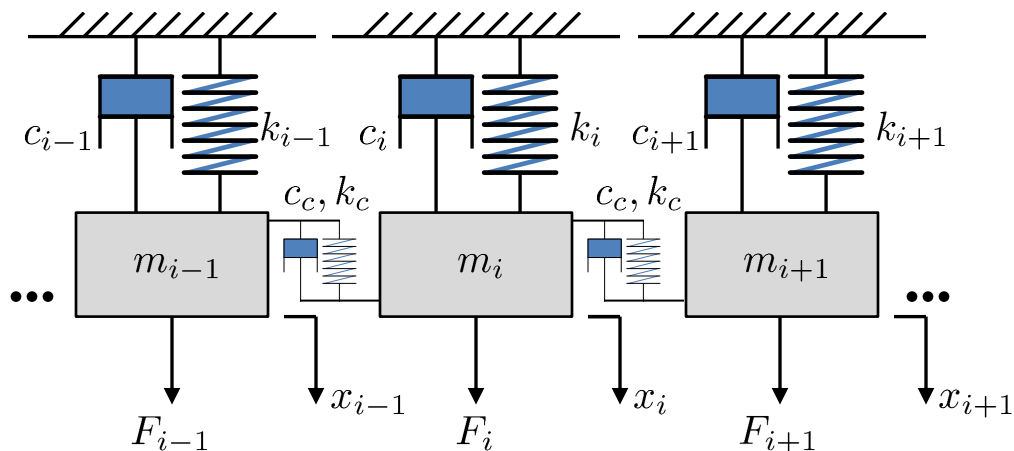 c_{i-1} k_{i-1} c_i k_i c_{i+1} k_{i+1}
c_c, k_c c_c, k_c
m_{i-1} m_i m_{i+1}
••• •••
x_{i-1} x_i x_{i+1}
F_{i-1} F_i F_{i+1}